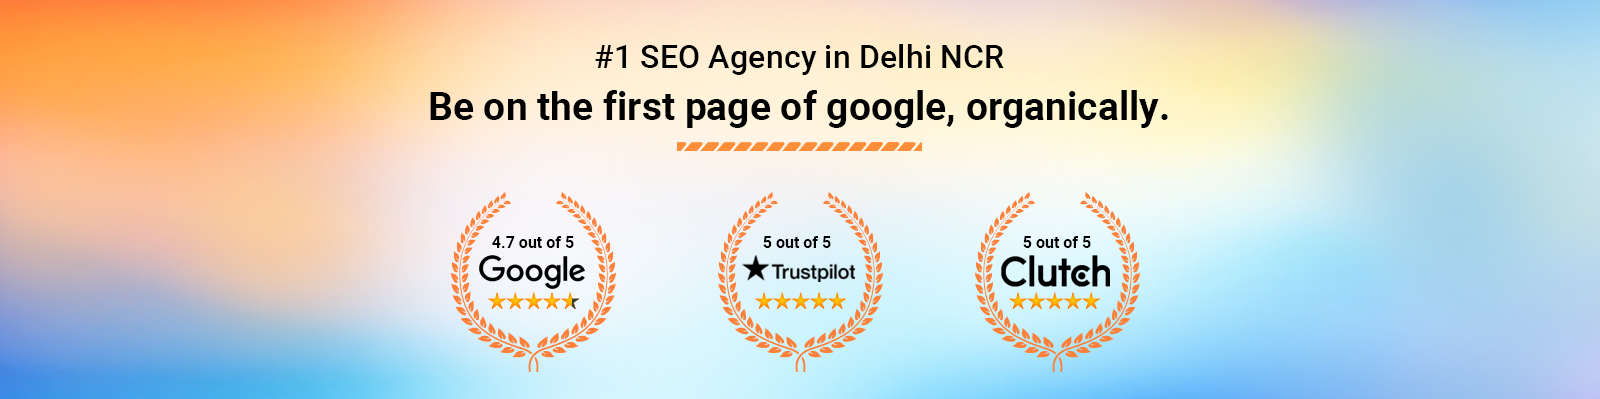 #1 SEO Agency in Delhi NCR
Be on the first page of google, organically.
4.7 out of 5
Google
5 out of 5
Trustpilot
5 out of 5
Clutch